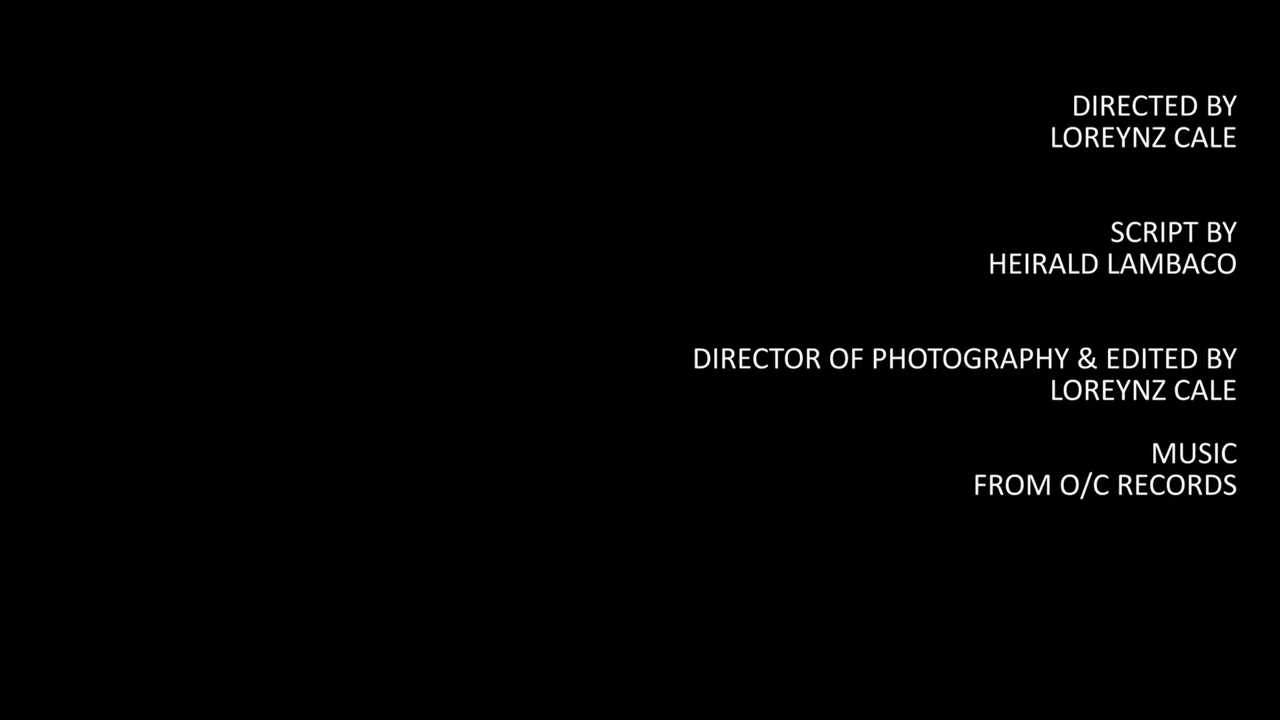 DIRECTED BY
LOREYNZ CALE
SCRIPT BY
HEIRALD LAMBACO
DIRECTOR OF PHOTOGRAPHY & EDITED BY
LOREYNZ CALE
MUSIC
FROM O/C RECORDS